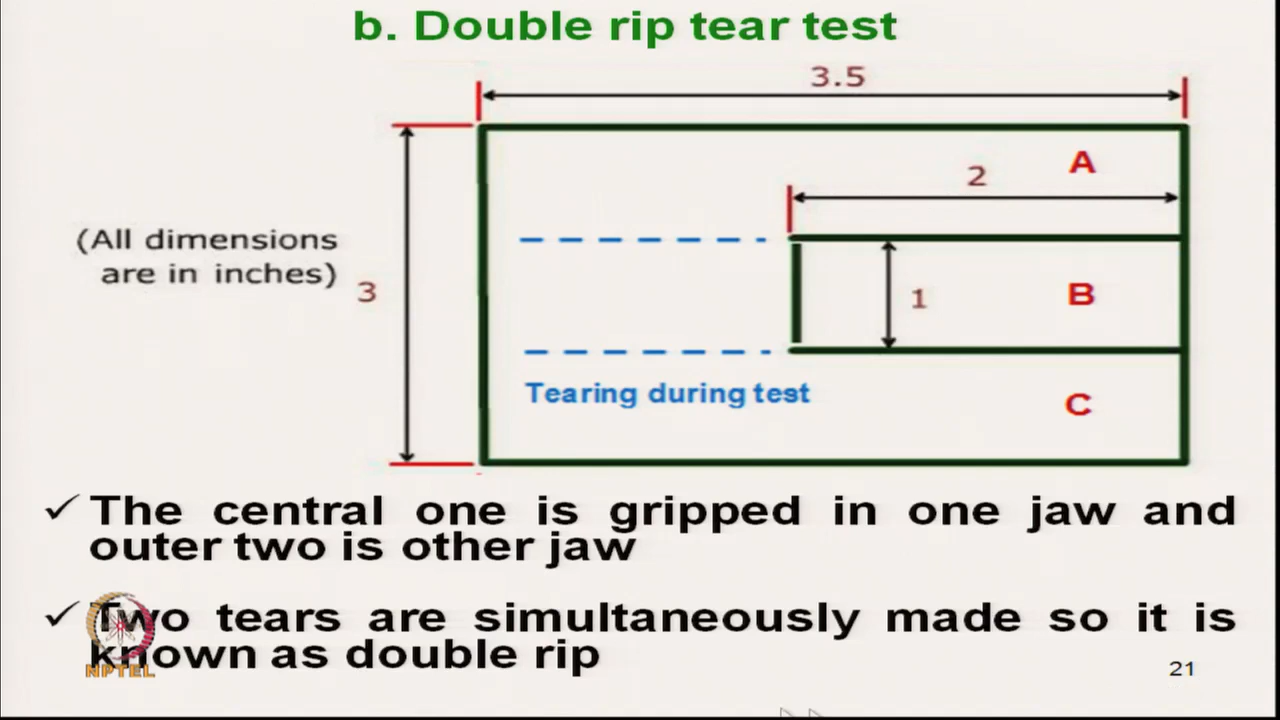 b. Double rip tear test
3.5
A
2
(All dimensions
are in inches)
3
1
B
Tearing during test
C
✓ The central one is gripped in one jaw and
outer two is other jaw
✓ Two tears are simultaneously made so it is
known as double rip
NPTEL
21